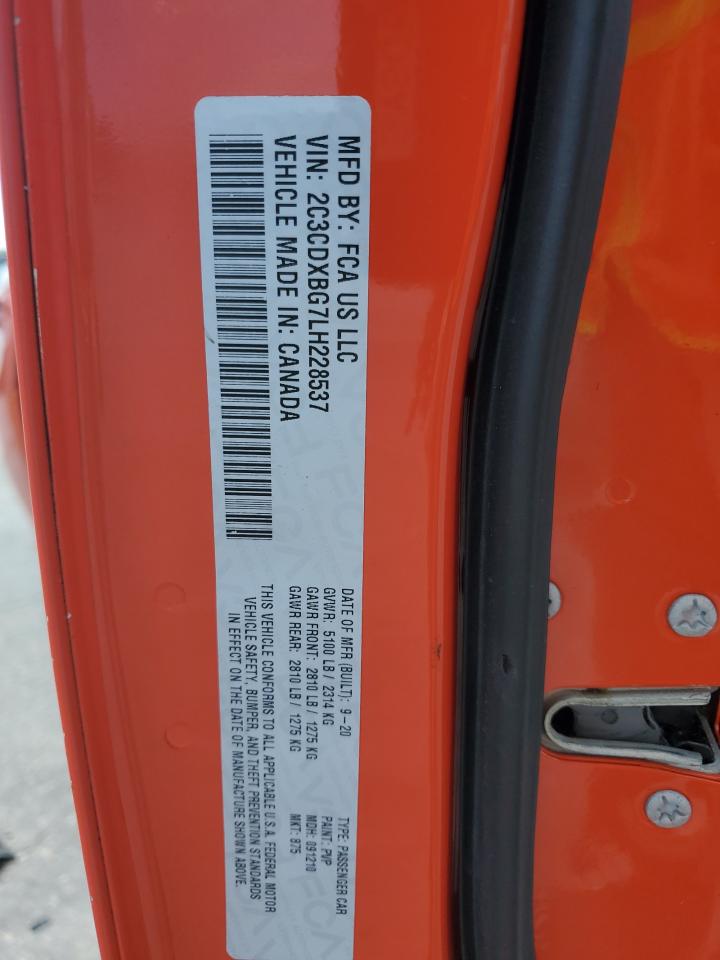 MFD BY: FCA US LLC
VIN: 2C3CDXBG7LH228537
VEHICLE MADE IN: CANADA
DATE OF MFR (BUILT): 9-20
GVWR: 5100 LB / 2314 KG
GAWR FRONT: 2810 LB / 1275 KG
GAWR REAR: 2810 LB / 1275 KG
TYPE: PASSENGER CAR
PAINT: PVP
MDH: 091210
MKT: B75
THIS VEHICLE CONFORMS TO ALL APPLICABLE U.S.A. FEDERAL MOTOR
VEHICLE SAFETY, BUMPER, AND THEFT PREVENTION STANDARDS
IN EFFECT ON THE DATE OF MANUFACTURE SHOWN ABOVE.